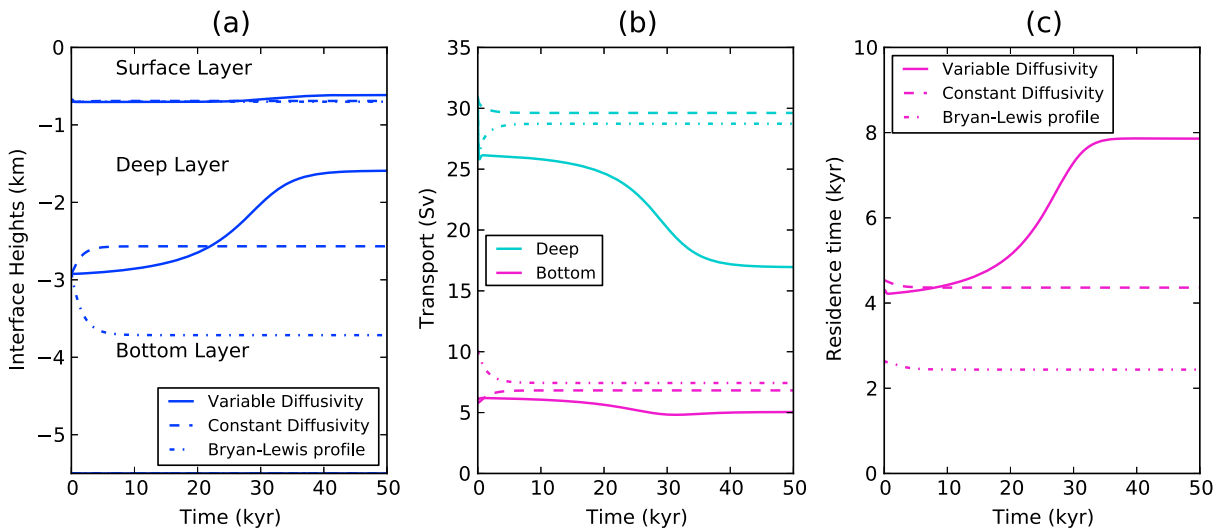 (a)
Interface Heights (km)
0
−1
−2
−3
−4
−5
Surface Layer
Deep Layer
Bottom Layer
Variable Diffusivity
Constant Diffusivity
Bryan-Lewis profile
0 10 20 30 40 50
Time (kyr)
(b)
Transport (Sv)
35
30
25
20
15
10
5
0
Deep
Bottom
0 10 20 30 40 50
Time (kyr)
(c)
Residence time (kyr)
10
8
6
4
2
0
Variable Diffusivity
Constant Diffusivity
Bryan-Lewis profile
0 10 20 30 40 50
Time (kyr)